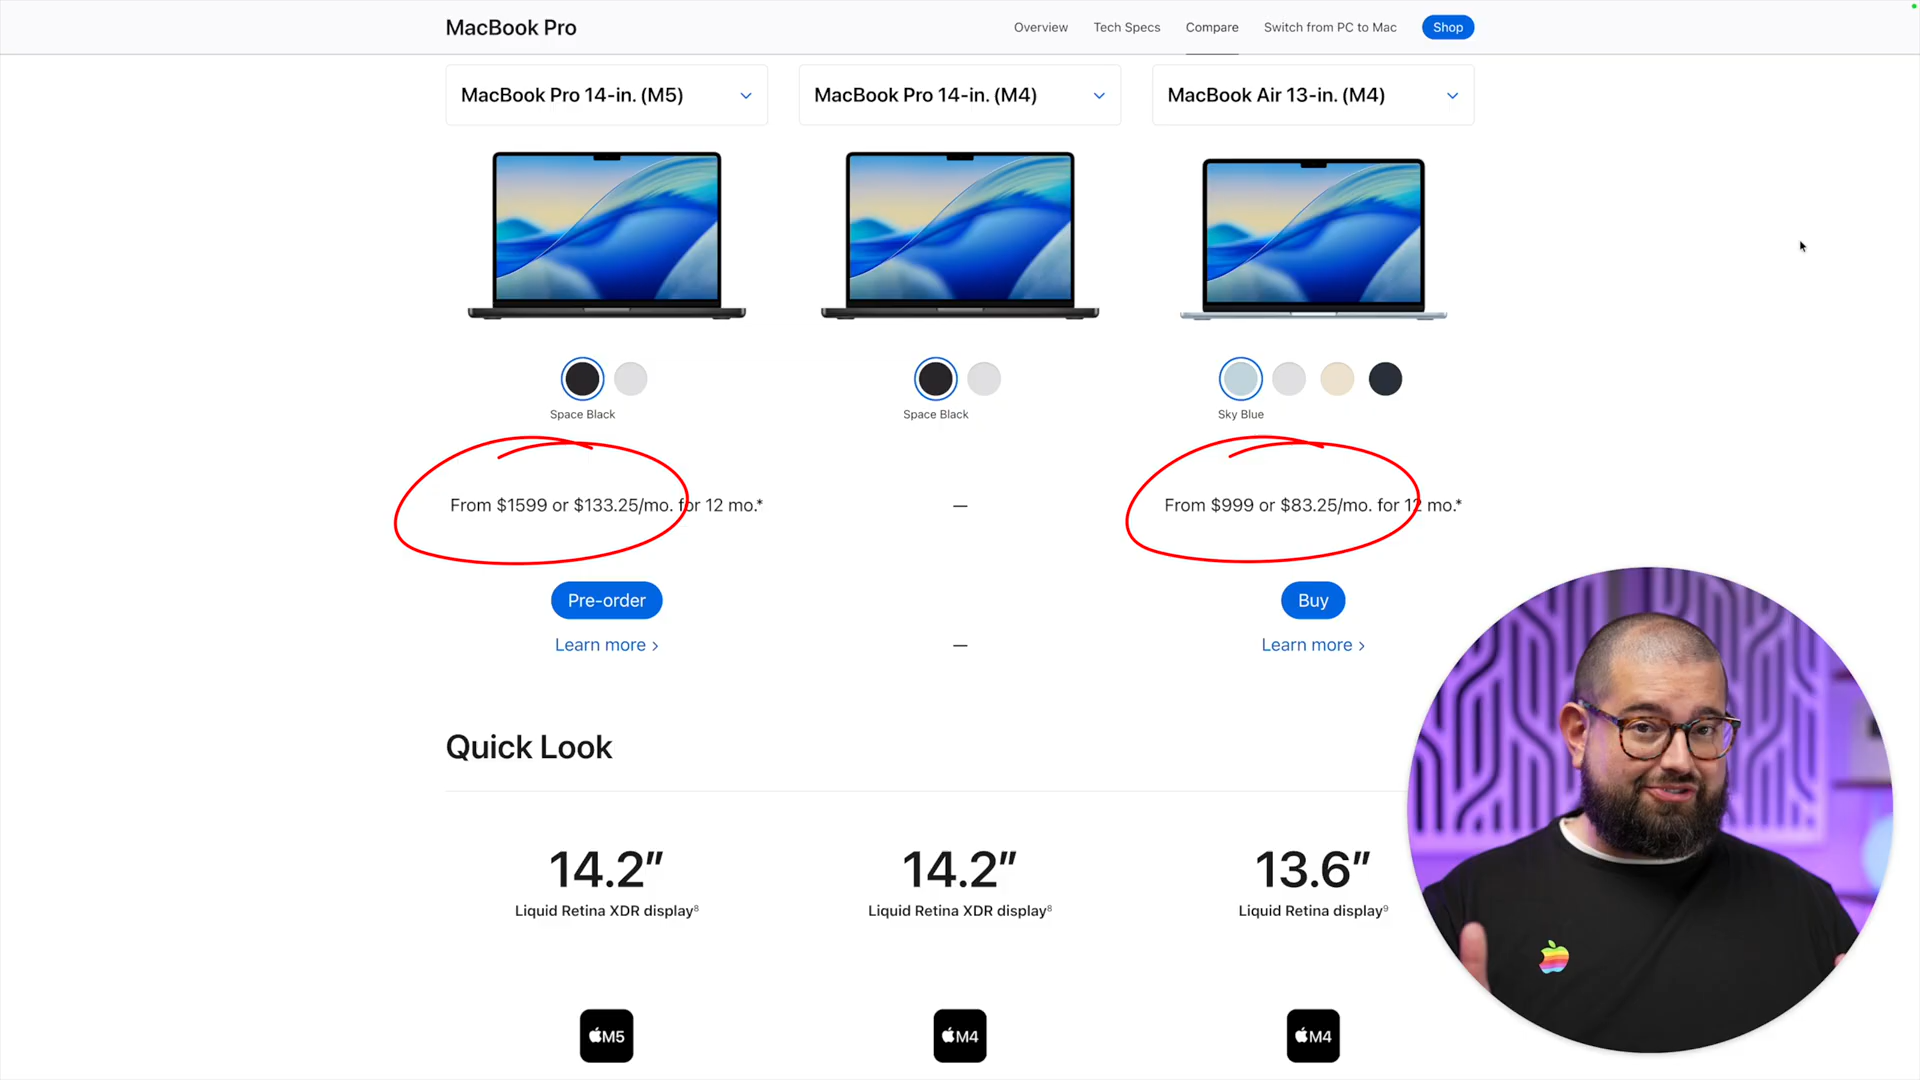 MacBook Pro
Overview Tech Specs Compare Switch from PC to Mac Shop
MacBook Pro 14-in. (M5)
MacBook Pro 14-in. (M4)
MacBook Air 13-in. (M4)
Space Black
Space Black
Sky Blue
From $1599 or $133.25/mo. for 12 mo.*
—
From $999 or $83.25/mo. for 12 mo.*
Pre-order
Buy
Learn more >
—
Learn more >
Quick Look
14.2″
14.2″
13.6″
Liquid Retina XDR display⁸
Liquid Retina XDR display⁸
Liquid Retina display⁹
M5
M4
M4